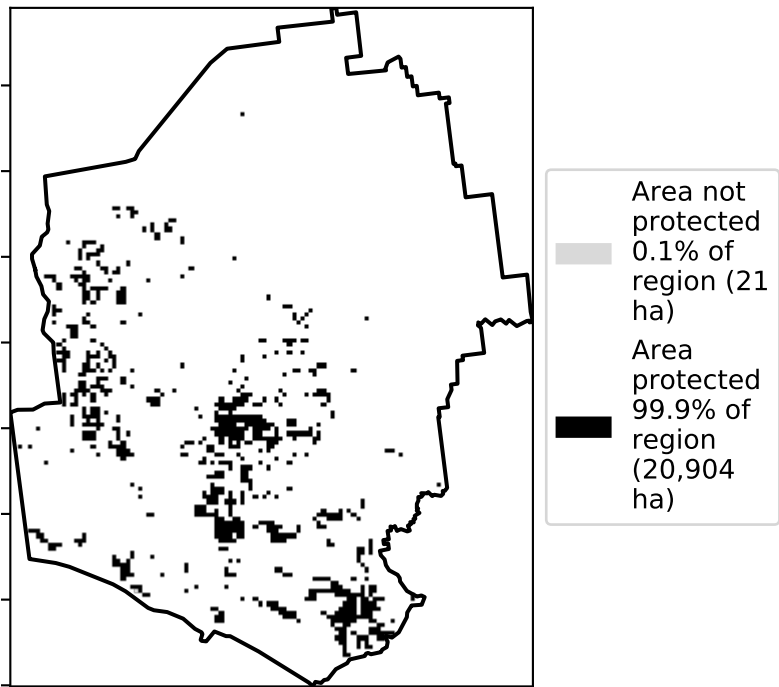 Area not
protected
0.1% of
region (21
ha)
Area
protected
99.9% of
region
(20,904
ha)